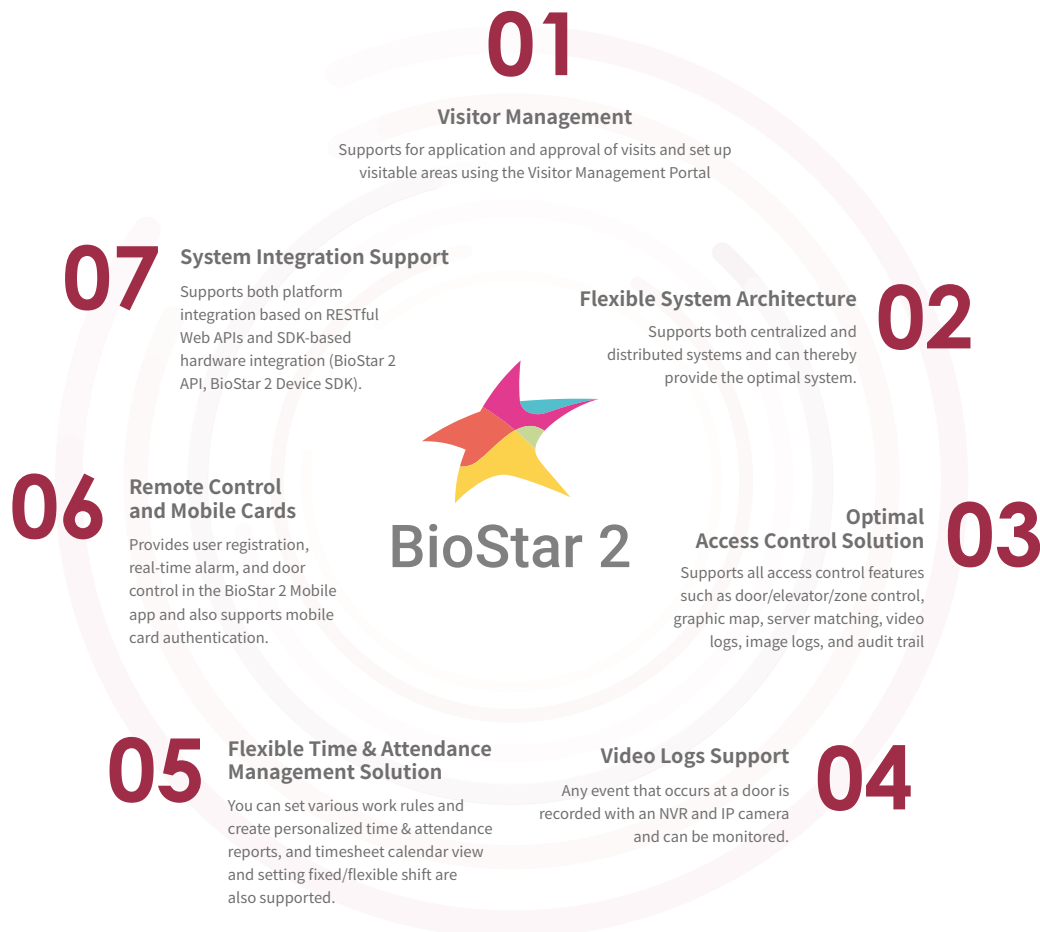 01
Visitor Management
Supports for application and approval of visits and set up
visitable areas using the Visitor Management Portal
02
Flexible System Architecture
Supports both centralized and
distributed systems and can thereby
provide the optimal system.
03
Optimal
Access Control Solution
Supports all access control features
such as door/elevator/zone control,
graphic map, server matching, video
logs, image logs, and audit trail
04
Video Logs Support
Any event that occurs at a door is
recorded with an NVR and IP camera
and can be monitored.
05
Flexible Time & Attendance
Management Solution
You can set various work rules and
create personalized time & attendance
reports, and timesheet calendar view
and setting fixed/flexible shift are
also supported.
06
Remote Control
and Mobile Cards
Provides user registration,
real-time alarm, and door
control in the BioStar 2 Mobile
app and also supports mobile
card authentication.
07
System Integration Support
Supports both platform
integration based on RESTful
Web APIs and SDK-based
hardware integration (BioStar 2
API, BioStar 2 Device SDK).
BioStar 2